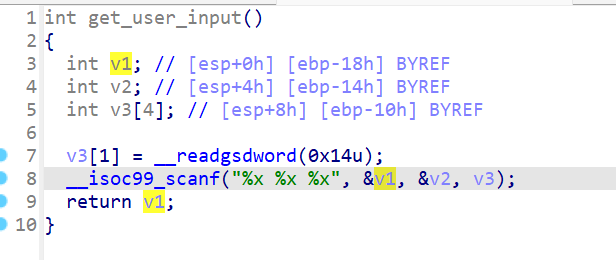 1 int get_user_input()
2 {
3   int v1; // [esp+0h] [ebp-18h] BYREF
4   int v2; // [esp+4h] [ebp-14h] BYREF
5   int v3[4]; // [esp+8h] [ebp-10h] BYREF
6
7   v3[1] = __readgsdword(0x14u);
8   __isoc99_scanf("%x %x %x", &v1, &v2, v3);
9   return v1;
10 }